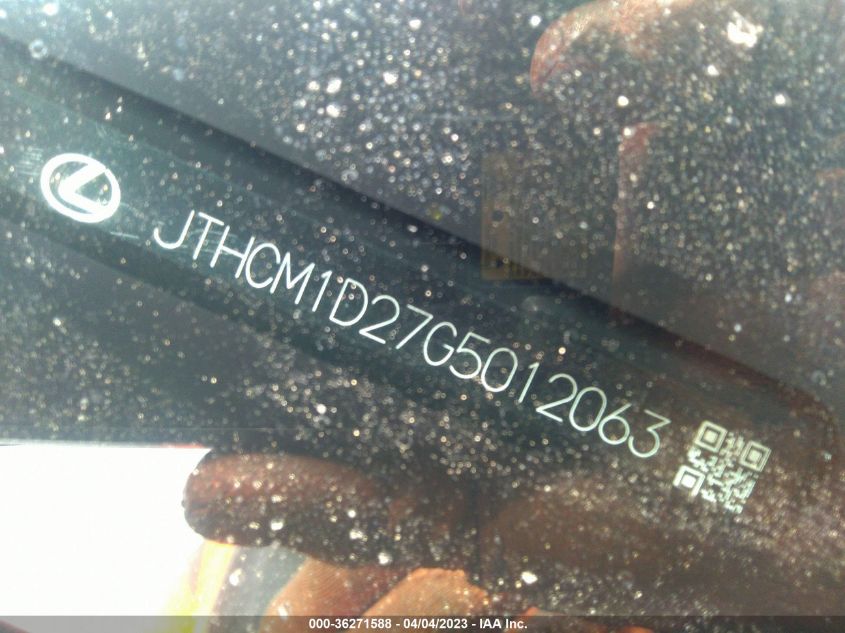 JTHCM1D27G5012063
000-36271588 - 04/04/2023 - IAA Inc.